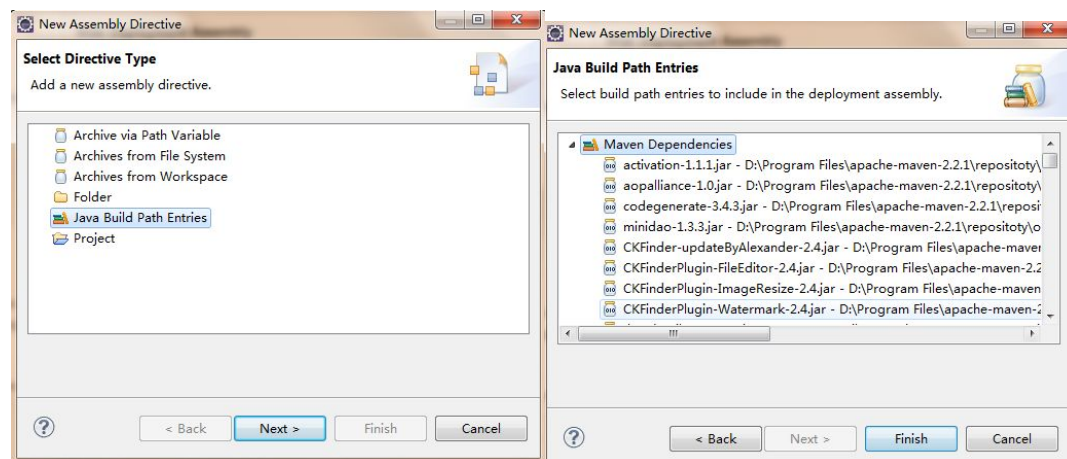 New Assembly Directive
Select Directive Type
Add a new assembly directive.
Archive via Path Variable
Archives from File System
Archives from Workspace
Folder
Java Build Path Entries
Project
< Back
Next >
Finish
Cancel
New Assembly Directive
Java Build Path Entries
Select build path entries to include in the deployment assembly.
Maven Dependencies
activation-1.1.1.jar - D:\Program Files\apache-maven-2.2.1\repositoty\
aopalliance-1.0.jar - D:\Program Files\apache-maven-2.2.1\repositoty\
codegenerate-3.4.3.jar - D:\Program Files\apache-maven-2.2.1\reposit
minidao-1.3.3.jar - D:\Program Files\apache-maven-2.2.1\repositoty\o
CKFinder-updateByAlexander-2.4.jar - D:\Program Files\apache-maven
CKFinderPlugin-FileEditor-2.4.jar - D:\Program Files\apache-maven-2.2
CKFinderPlugin-ImageResize-2.4.jar - D:\Program Files\apache-maven
CKFinderPlugin-Watermark-2.4.jar - D:\Program Files\apache-maven-2
< Back
Next >
Finish
Cancel